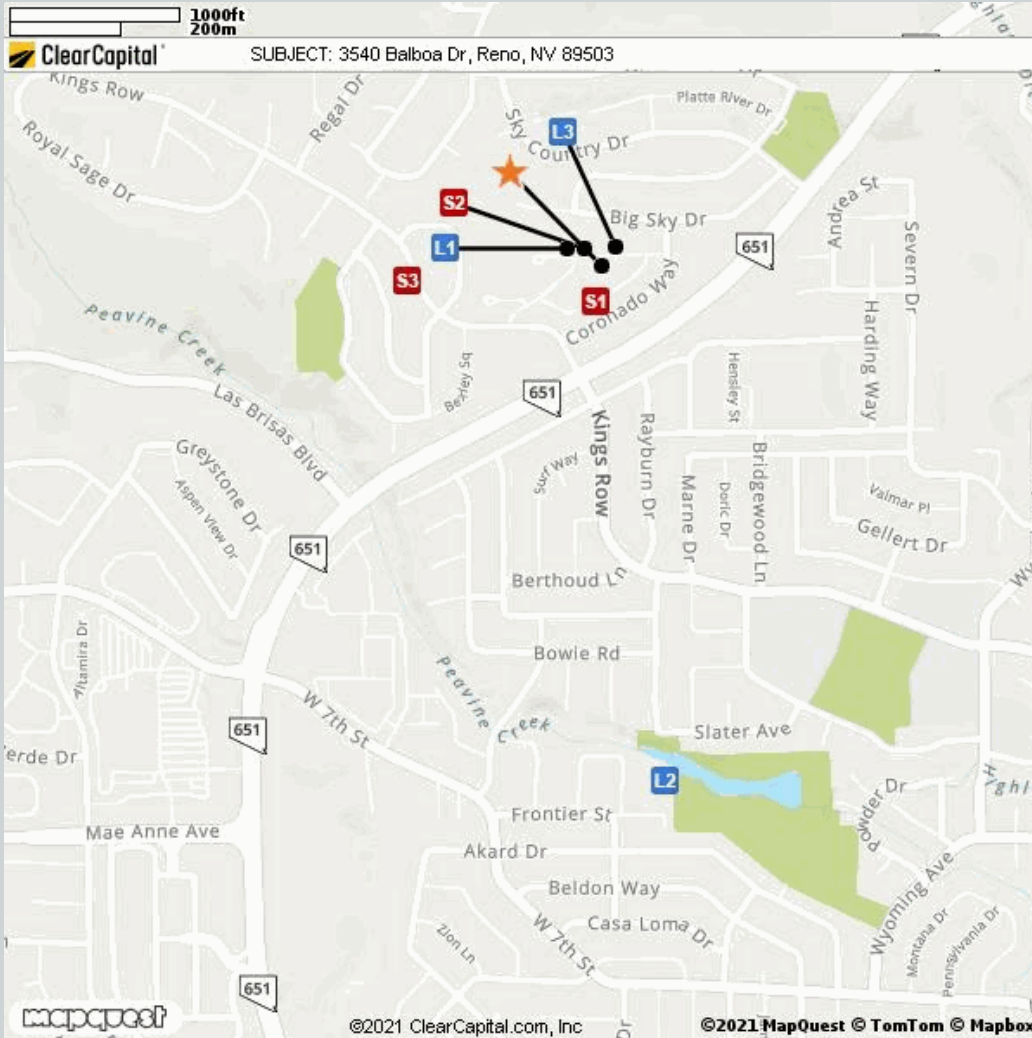 1000ft
200m
ClearCapital
SUBJECT: 3540 Balboa Dr, Reno, NV 89503
Kings Row
Regal Dr
Platte River Dr
Sky Country Dr
L3
Royal Sage Dr
S2
Andrea St
Big Sky Dr
L1
651
Severn Dr
S3
S1
Coronado Way
Peavine Creek
Harding Way
Bexley Sq
Hensley St
651
Las Brisas Blvd
Kings Row
Rayburn Dr
Greystone Dr
Bridgewood Ln
Surf Way
Aspen View Dr
Marne Dr
Doric Dr
Valmar Pl
Gellert Dr
651
Berthoud Ln
Altamira Dr
Bowie Rd
Peavine Creek
W 7th St
651
Slater Ave
erde Dr
L2
Powder Dr
Frontier St
Mae Anne Ave
Akard Dr
Beldon Way
Wyoming Ave
Casa Loma Dr
W 7th St
Zion Ln
Montana Dr
Pennsylvania Dr
651
mapquest
©2021 ClearCapital.com, Inc
Dr
©2021 MapQuest © TomTom © Mapbox